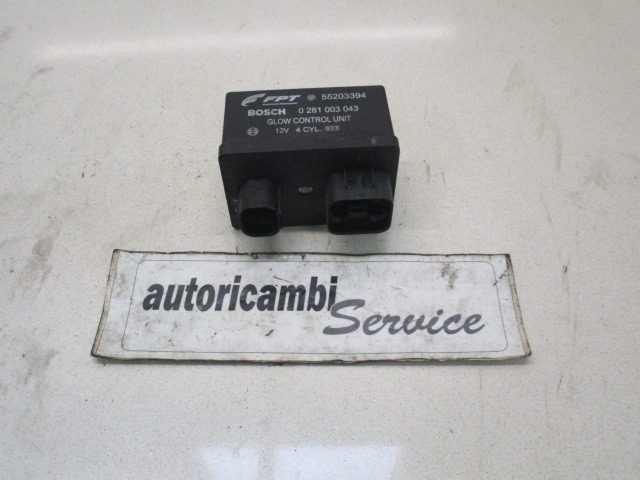 FPT 55203394
BOSCH 0 281 003 043
GLOW CONTROL UNIT
12V 4 CYL.
autoricambi
Service